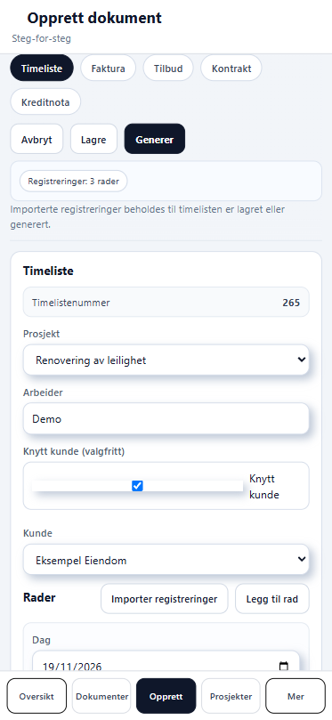 Opprett dokument
Steg-for-steg
Timeliste Faktura Tilbud Kontrakt
Kreditnota
Avbryt Lagre Generer
Registreringer: 3 rader
Importerte registreringer beholdes til timelisten er lagret eller
generert.
Timeliste
Timelistenummer 265
Prosjekt
Renovering av leilighet
Arbeider
Demo
Knytt kunde (valgfritt)
Knytt
kunde
Kunde
Eksempel Eiendom
Rader Importer registreringer Legg til rad
Dag
19/11/2026
Oversikt Dokumenter Opprett Prosjekter Mer